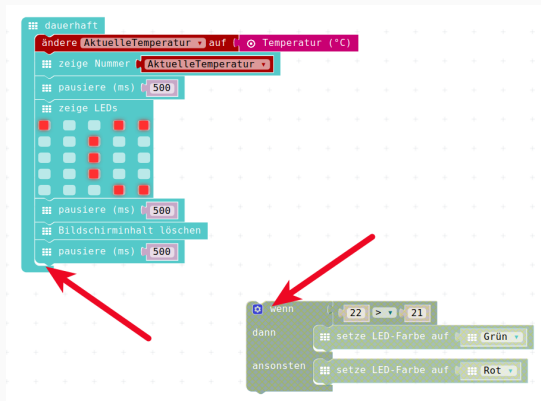 dauerhaft
ändere AktuelleTemperatur auf Temperatur (°C)
zeige Nummer AktuelleTemperatur
pausiere (ms) 500
zeige LEDs
pausiere (ms) 500
Bildschirminhalt löschen
pausiere (ms) 500
wenn 22 > 21
dann setze LED-Farbe auf Grün
ansonsten setze LED-Farbe auf Rot